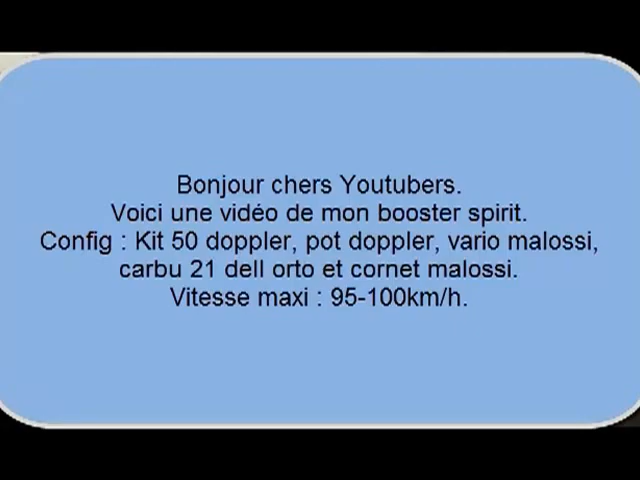 Bonjour chers Youtubers.
Voici une vidéo de mon booster spirit.
Config : Kit 50 doppler, pot doppler, vario malossi,
carbu 21 dell orto et cornet malossi.
Vitesse maxi : 95-100km/h.